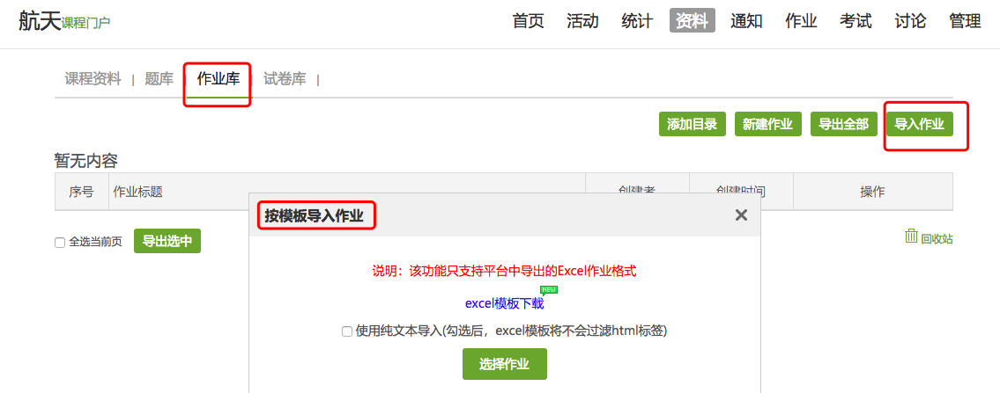 航天课程门户
首页 活动 统计 资料 通知 作业 考试 讨论 管理
课程资料 | 题库 | 作业库 | 试卷库 |
添加目录 新建作业 导出全部 导入作业
暂无内容
序号 作业标题 创建者 创建时间 操作
按模板导入作业
全选当前页 导出选中 回收站
说明：该功能只支持平台中导出的Excel作业格式
NEW
excel模板下载
使用纯文本导入(勾选后，excel模板将不会过滤html标签)
选择作业